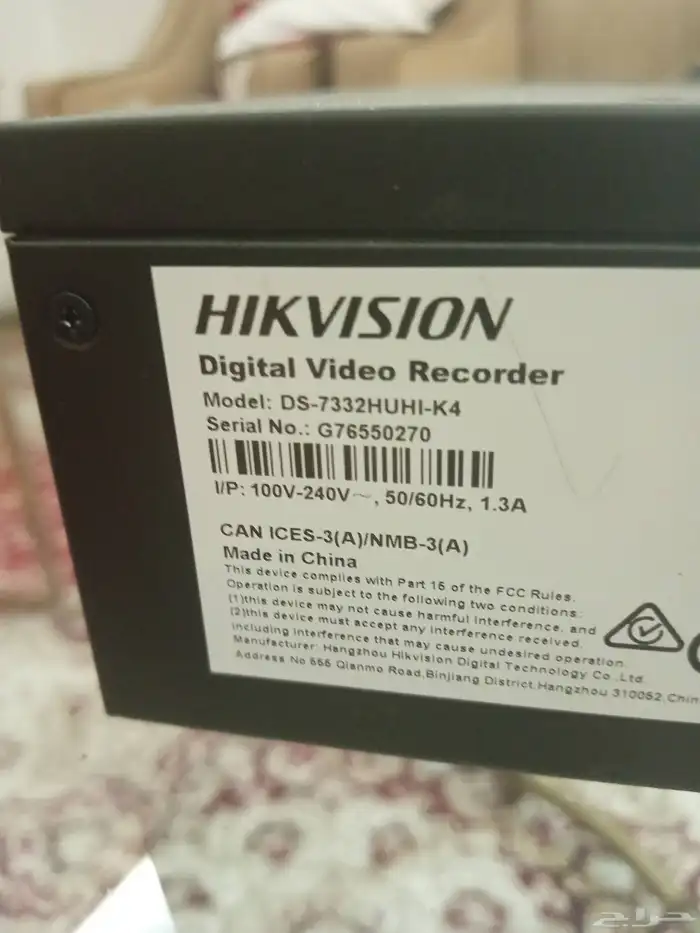 HIKVISION
Digital Video Recorder
Model: DS-7332HUHI-K4
Serial No.: G76550270
I/P: 100V-240V～, 50/60Hz, 1.3A
CAN ICES-3(A)/NMB-3(A)
Made in China
This device complies with Part 15 of the FCC Rules.
Operation is subject to the following two conditions:
(1)this device may not cause harmful interference, and
(2)this device must accept any interference received,
including interference that may cause undesired operation.
Manufacturer: Hangzhou Hikvision Digital Technology Co.,Ltd.
Address No 555 Qianmo Road,Binjiang District,Hangzhou 310052,Chin
حراج